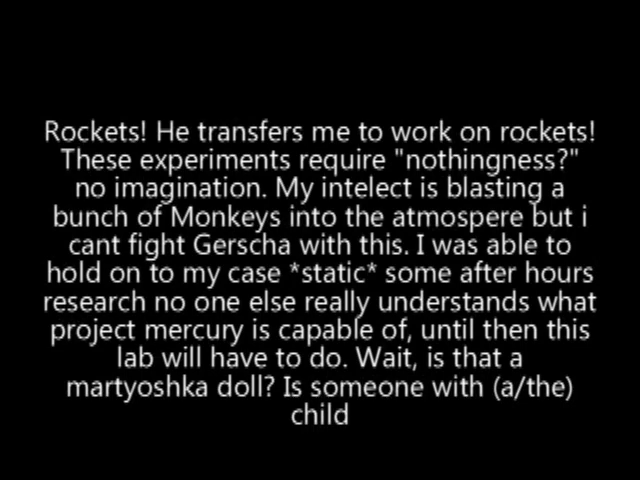 Rockets! He transfers me to work on rockets!
These experiments require "nothingness?"
no imagination. My intelect is blasting a
bunch of Monkeys into the atmospere but i
cant fight Gerscha with this. I was able to
hold on to my case *static* some after hours
research no one else really understands what
project mercury is capable of, until then this
lab will have to do. Wait, is that a
martyoshka doll? Is someone with (a/the)
child